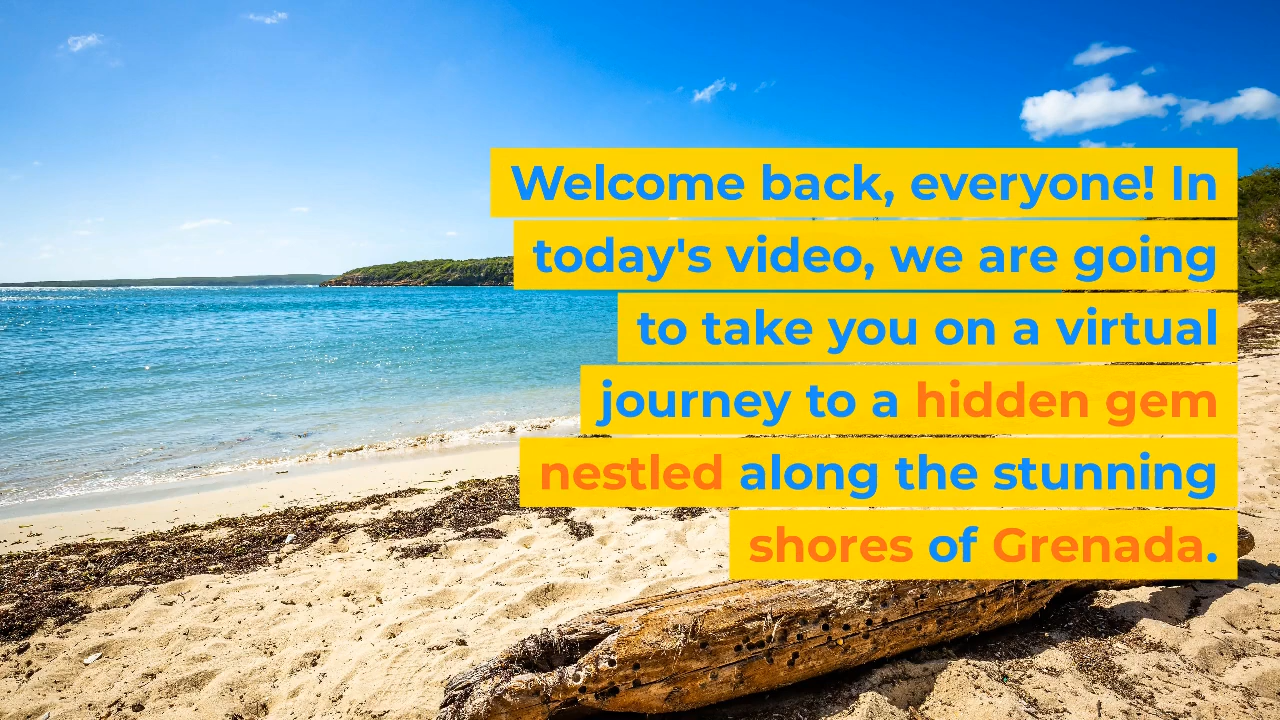 Welcome back, everyone! In
today's video, we are going
to take you on a virtual
journey to a hidden gem
nestled along the stunning
shores of Grenada.